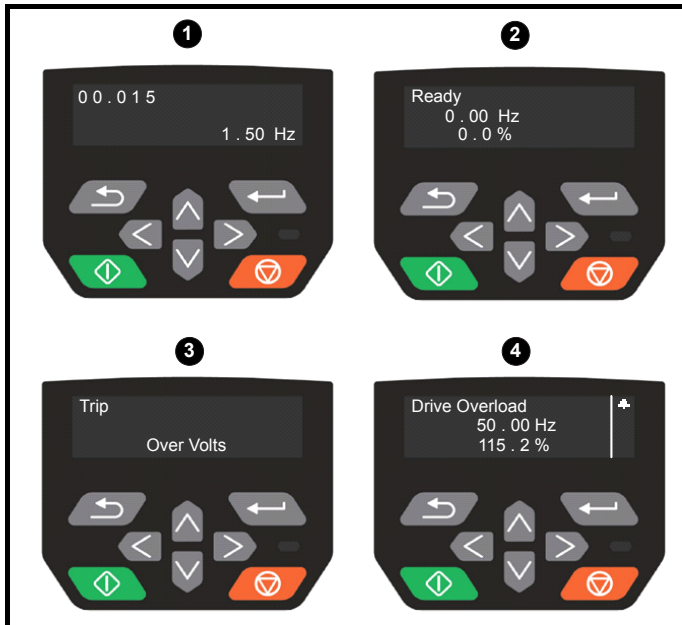 1
00.015
1.50 Hz
2
Ready
0.00 Hz
0.0%
3
Trip
Over Volts
4
Drive Overload
50.00 Hz
115.2%